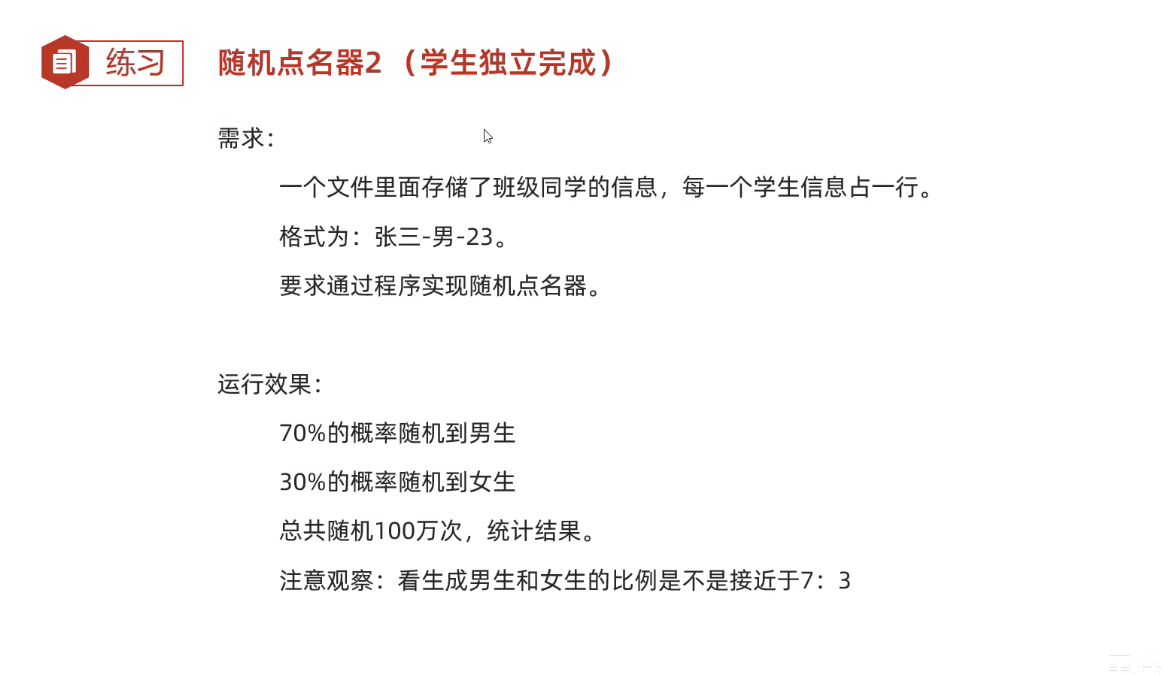 练习
随机点名器2 （学生独立完成）
需求：
一个文件里面存储了班级同学的信息，每一个学生信息占一行。
格式为：张三-男-23。
要求通过程序实现随机点名器。
运行效果：
70%的概率随机到男生
30%的概率随机到女生
总共随机100万次，统计结果。
注意观察：看生成男生和女生的比例是不是接近于7：3